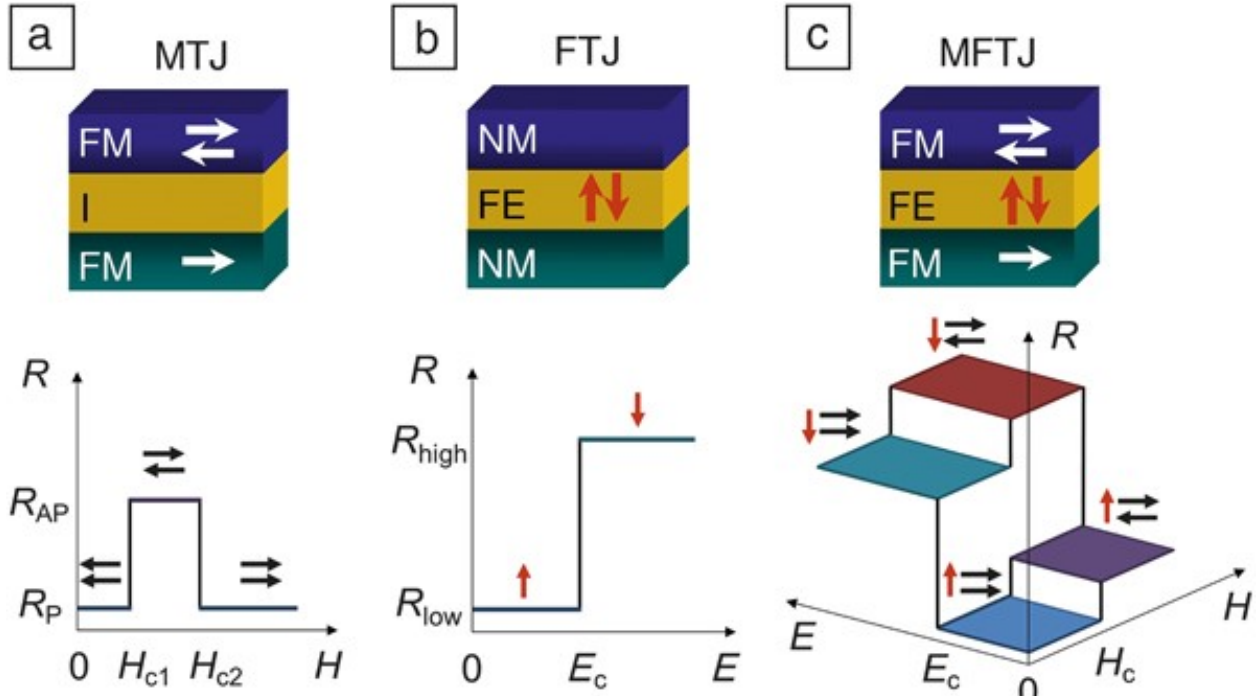 a
MTJ
FM
I
FM
R
R_AP
R_P
0 H_c1 H_c2 H
b
FTJ
NM
FE
NM
R
R_high
R_low
0 E_c E
c
MFTJ
FM
FE
FM
R
H
E
E_c
H_c
0